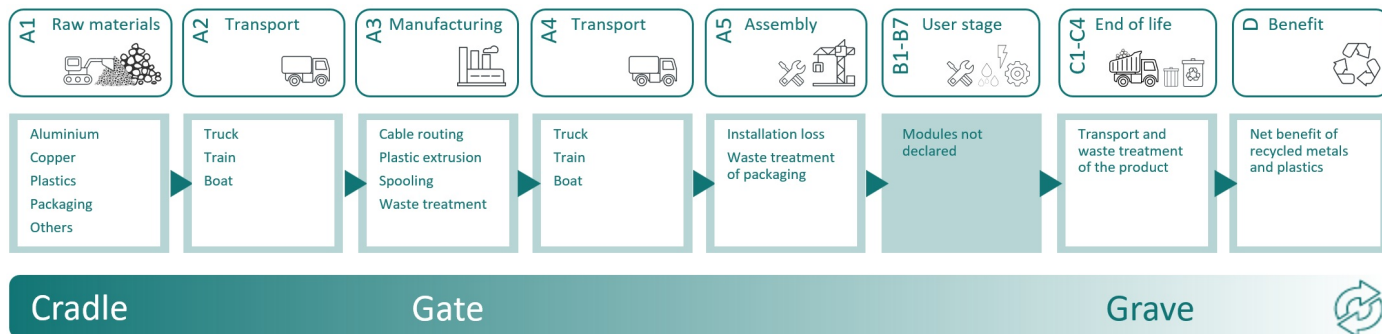 A1 Raw materials
A2 Transport
A3 Manufacturing
A4 Transport
A5 Assembly
B1-B7 User stage
C1-C4 End of life
D Benefit
Aluminium
Copper
Plastics
Packaging
Others
Truck
Train
Boat
Cable routing
Plastic extrusion
Spooling
Waste treatment
Truck
Train
Boat
Installation loss
Waste treatment
of packaging
Modules not
declared
Transport and
waste treatment
of the product
Net benefit of
recycled metals
and plastics
Cradle
Gate
Grave